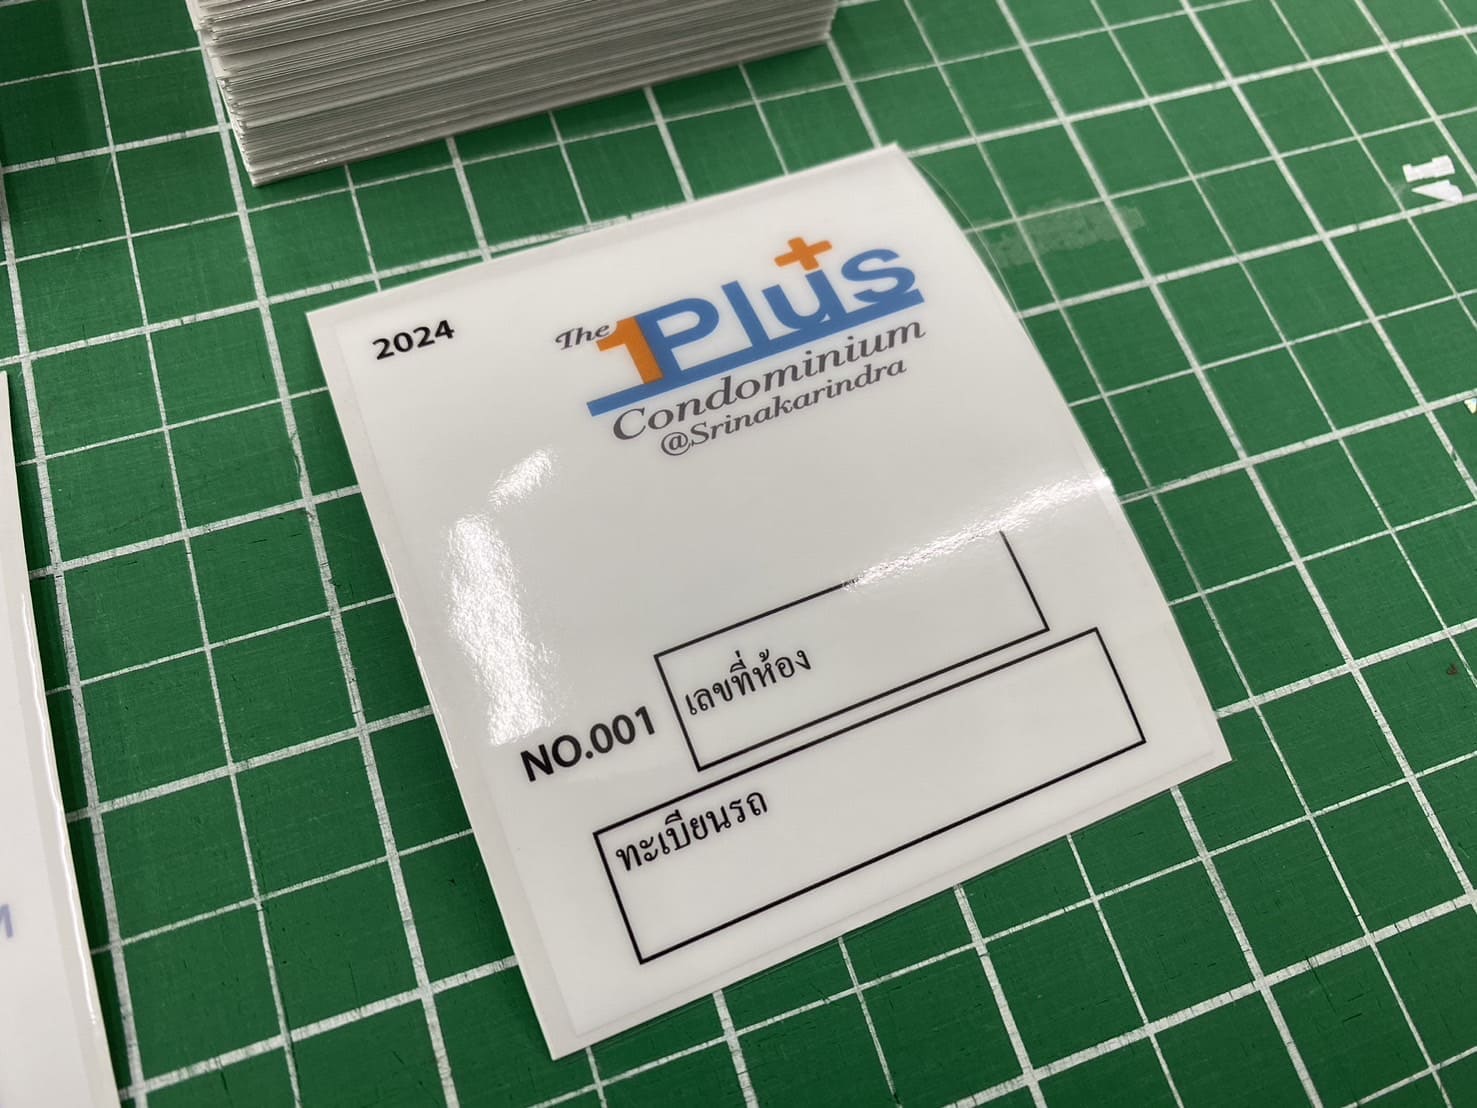 2024
The 1Plus
Condominium
@Srinakarindra
NO.001
เลขที่ห้อง
ทะเบียนรถ